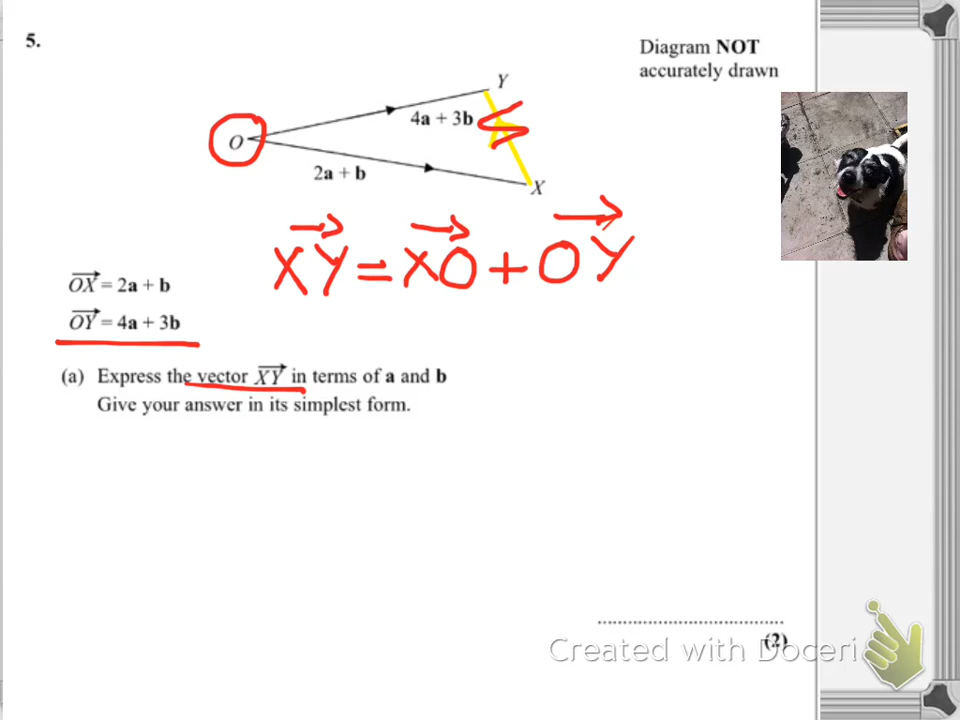 5.
Diagram NOT
accurately drawn
Y
4a + 3b
O
2a + b
X
XY = XO + OY
OX = 2a + b
OY = 4a + 3b
(a) Express the vector XY in terms of a and b
Give your answer in its simplest form.
(2)
Created with Doceri